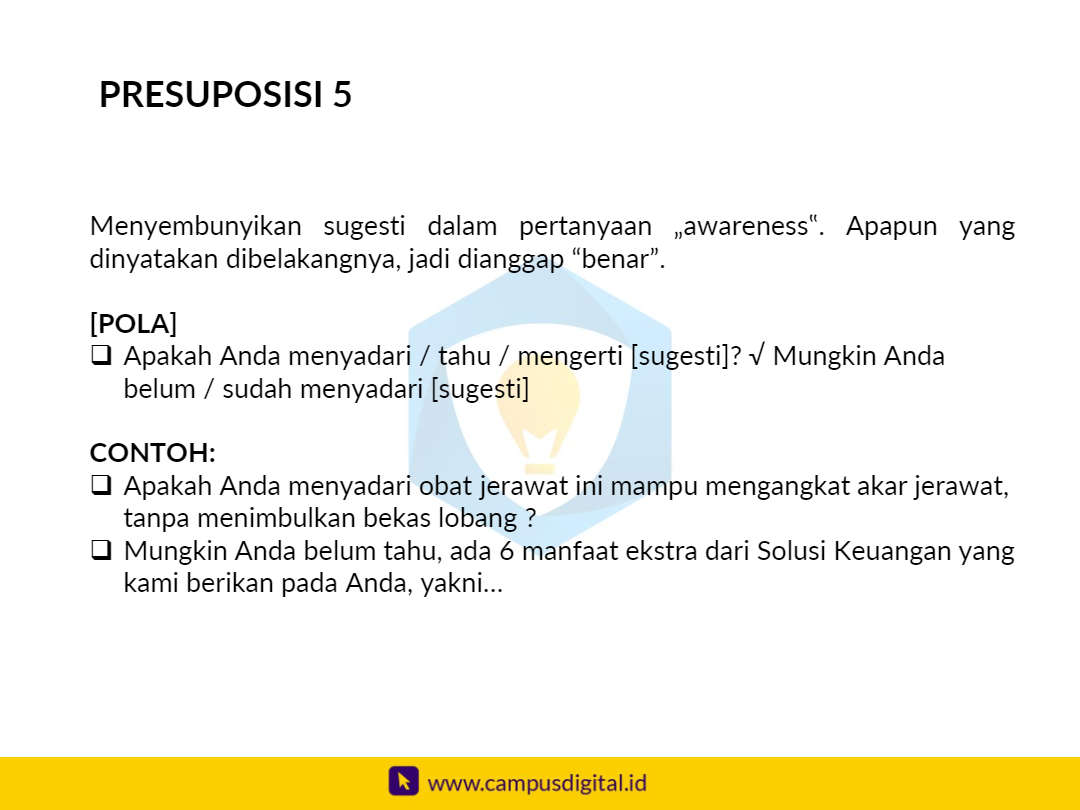 PRESUPOSISI 5
Menyembunyikan sugesti dalam pertanyaan „awareness‟. Apapun yang
dinyatakan dibelakangnya, jadi dianggap “benar”.
[POLA]
❑ Apakah Anda menyadari / tahu / mengerti [sugesti]? √ Mungkin Anda
belum / sudah menyadari [sugesti]
CONTOH:
❑ Apakah Anda menyadari obat jerawat ini mampu mengangkat akar jerawat,
tanpa menimbulkan bekas lobang ?
❑ Mungkin Anda belum tahu, ada 6 manfaat ekstra dari Solusi Keuangan yang
kami berikan pada Anda, yakni...
www.campusdigital.id